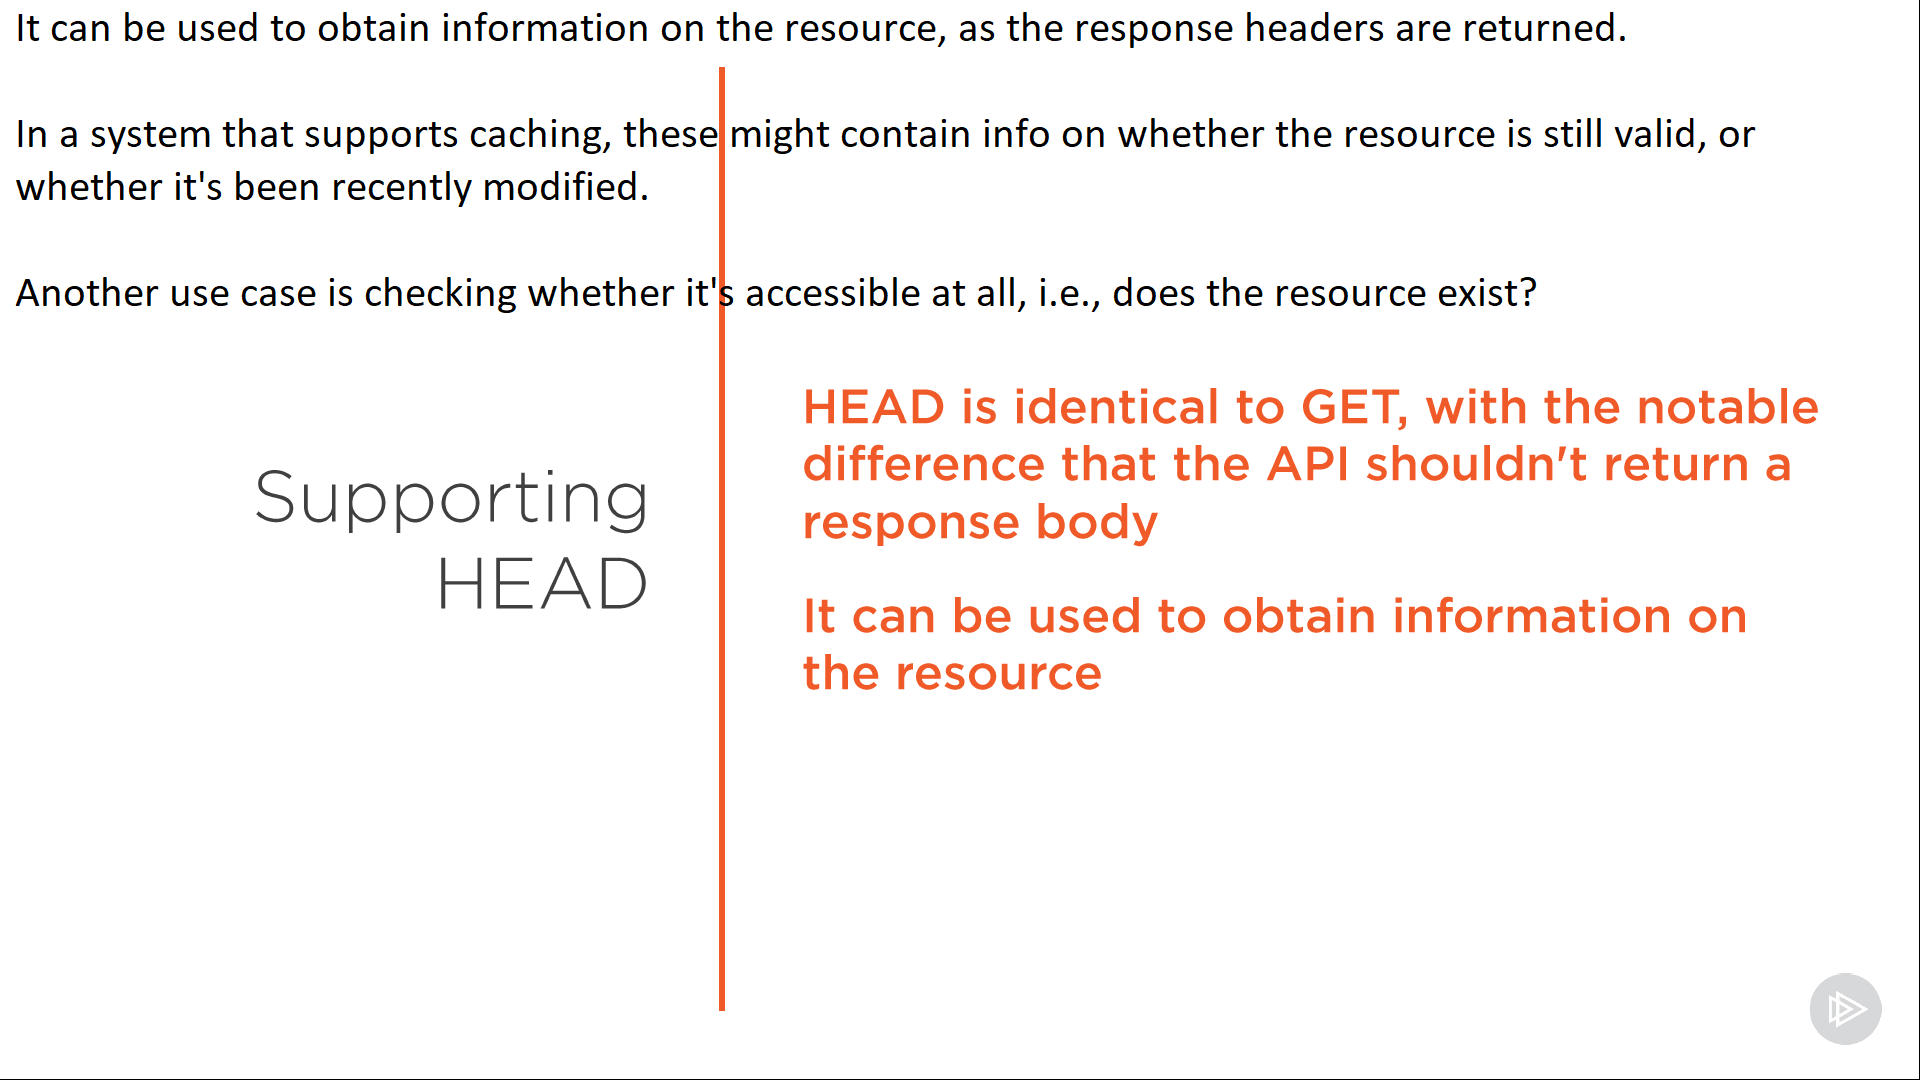 It can be used to obtain information on the resource, as the response headers are returned.
In a system that supports caching, these might contain info on whether the resource is still valid, or
whether it's been recently modified.
Another use case is checking whether it's accessible at all, i.e., does the resource exist?
Supporting
HEAD
HEAD is identical to GET, with the notable
difference that the API shouldn't return a
response body
It can be used to obtain information on
the resource